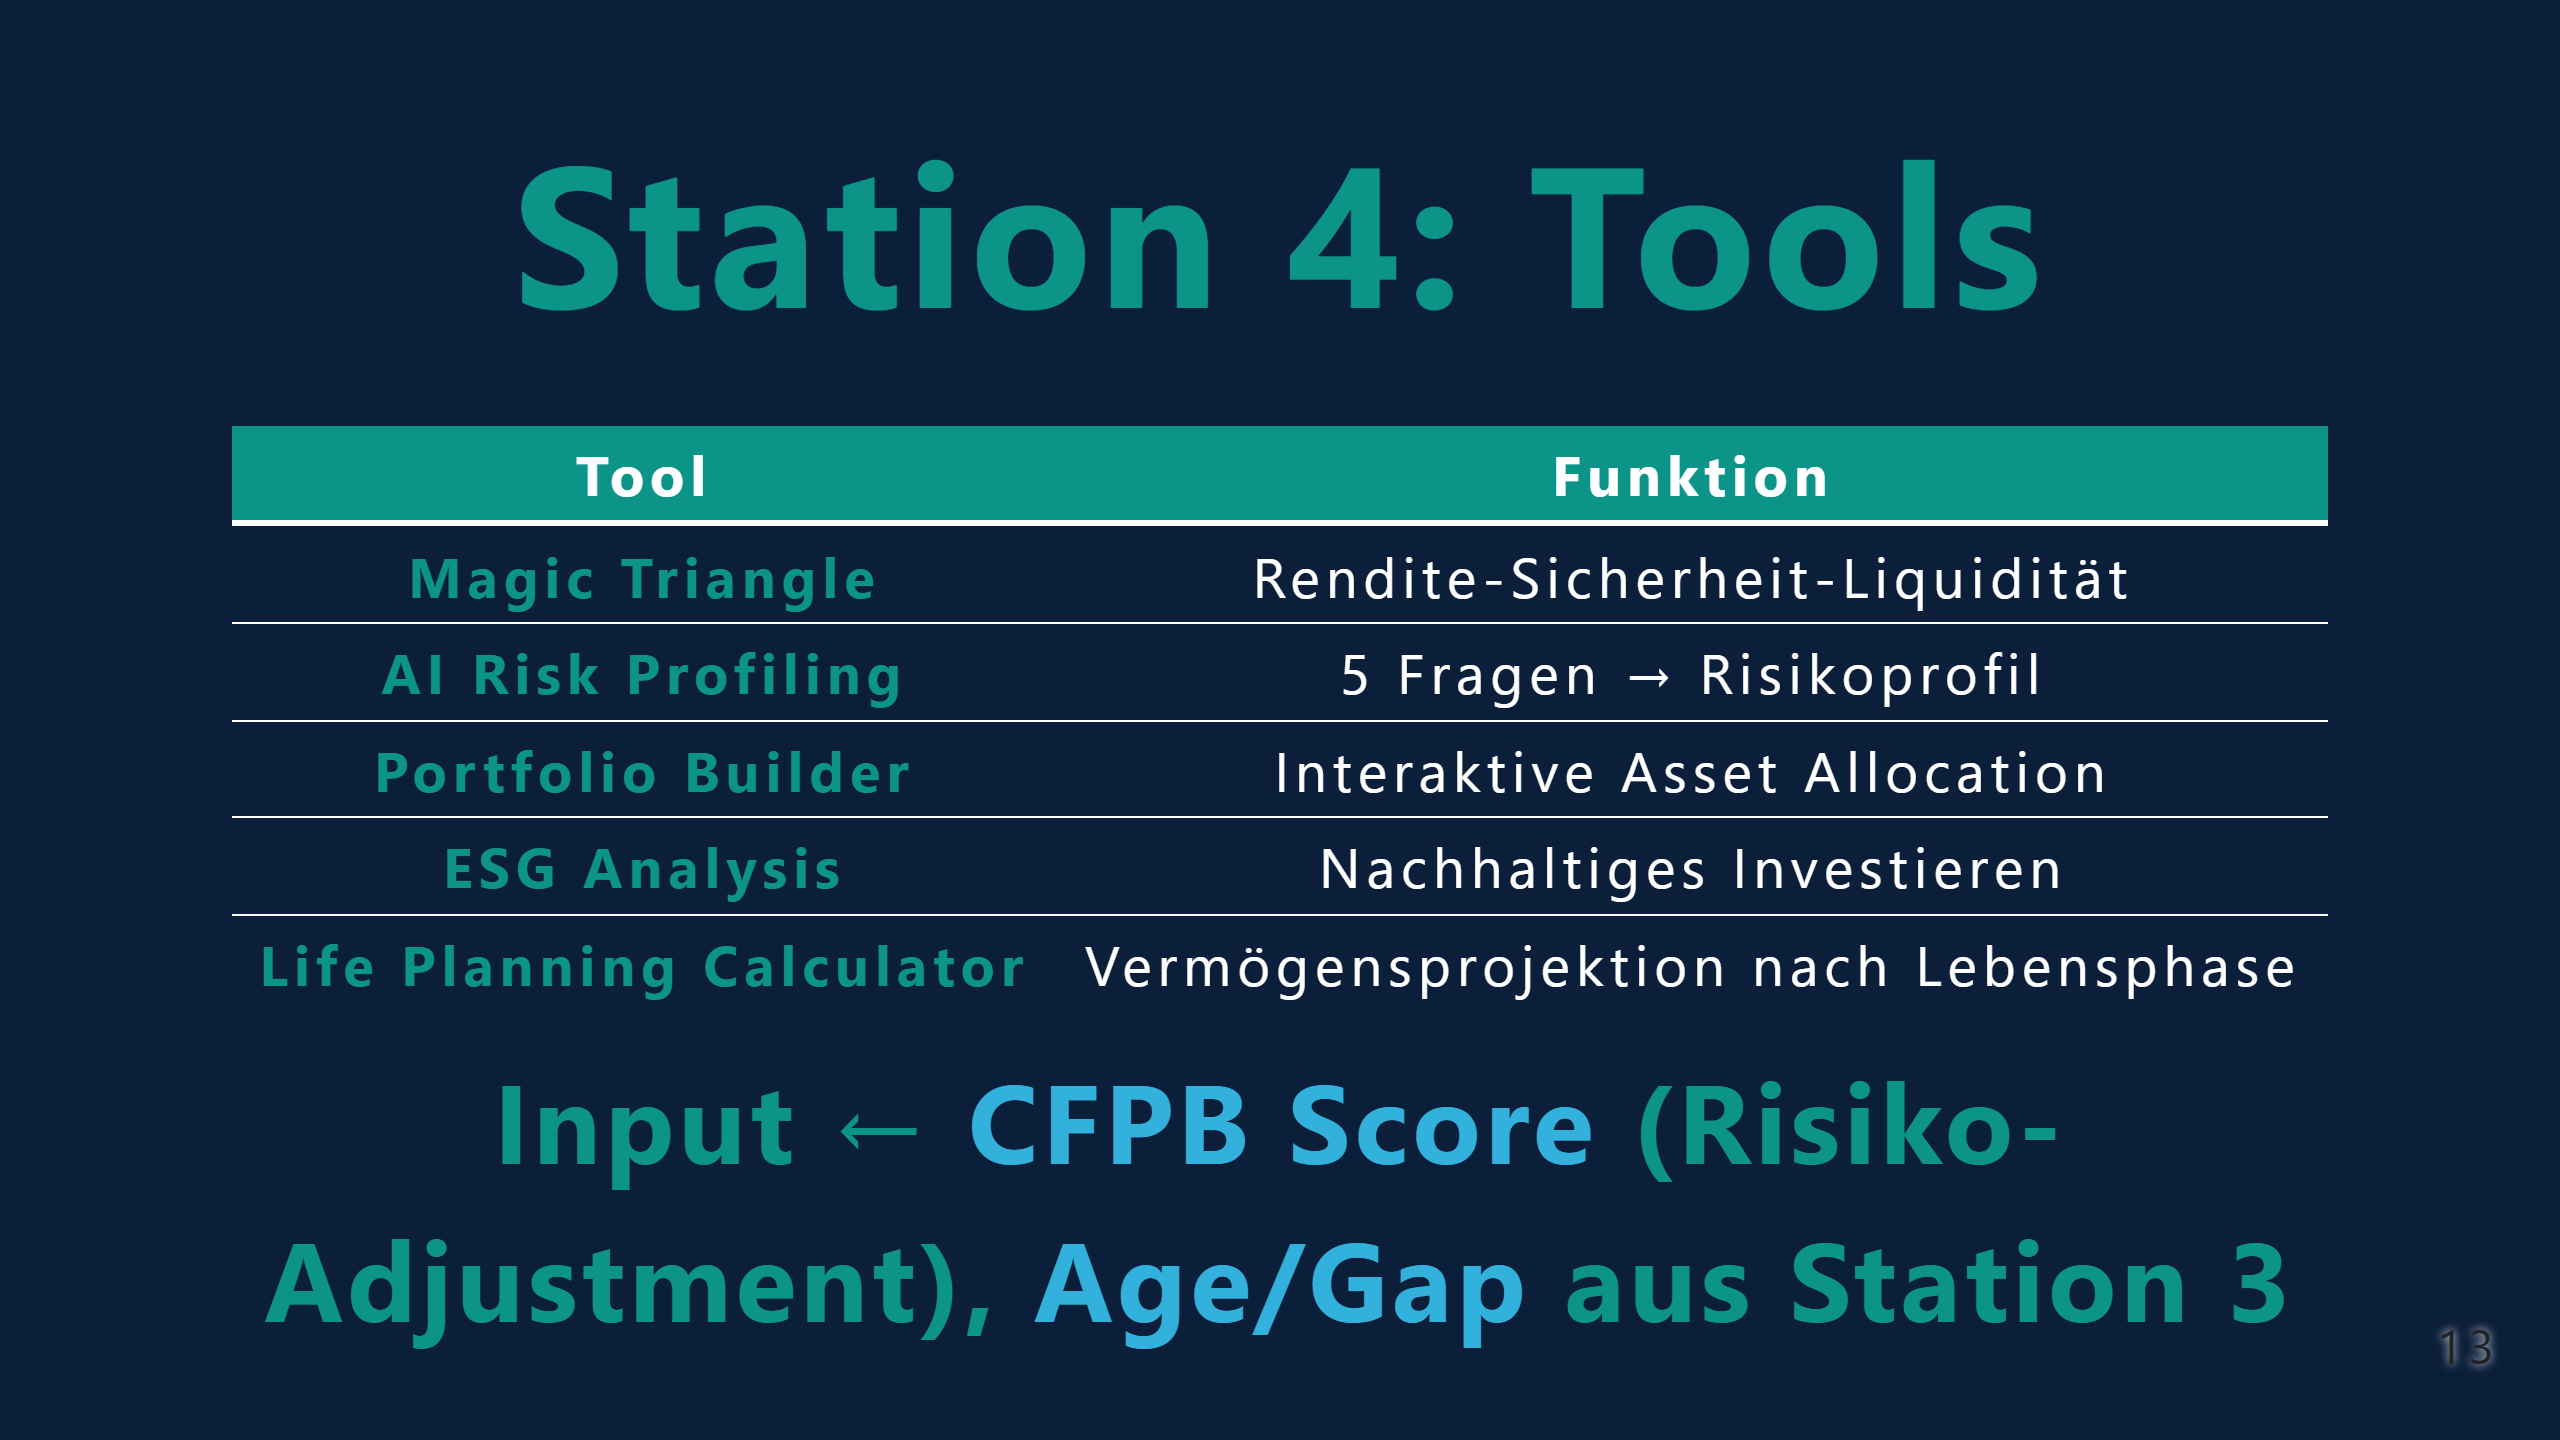 Station 4: Tools
Tool Funktion
Magic Triangle Rendite-Sicherheit-Liquidität
AI Risk Profiling 5 Fragen → Risikoprofil
Portfolio Builder Interaktive Asset Allocation
ESG Analysis Nachhaltiges Investieren
Life Planning Calculator Vermögensprojektion nach Lebensphase
Input ← CFPB Score (Risiko-
Adjustment), Age/Gap aus Station 3
13